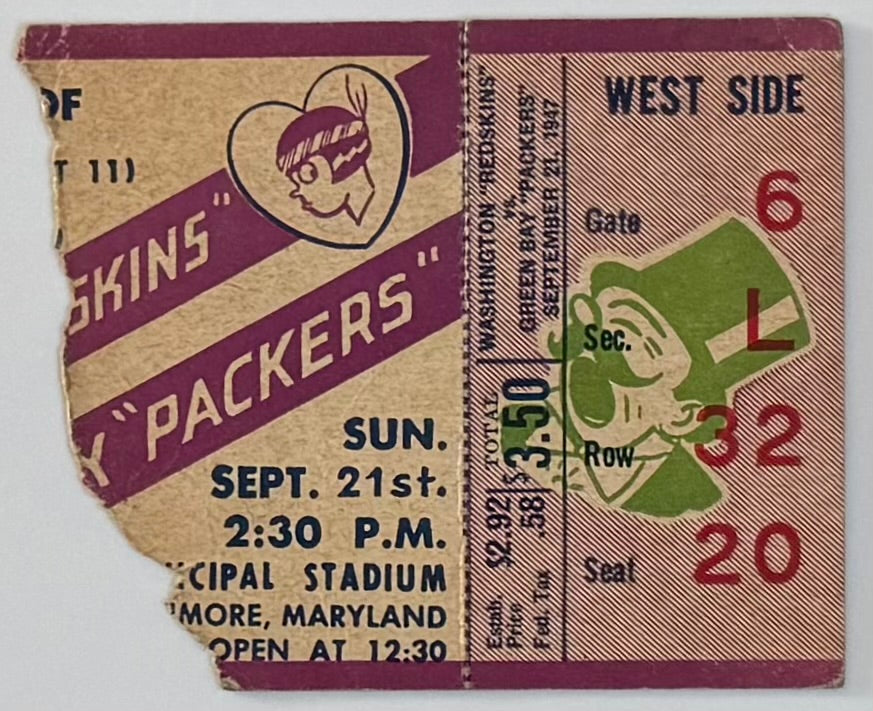 OF
T 11)
SKINS"
Y "PACKERS"
SUN.
SEPT. 21st.
2:30 P.M.
CIPAL STADIUM
MORE, MARYLAND
OPEN AT 12:30
WASHINGTON "REDSKINS"
vs.
GREEN BAY "PACKERS"
SEPTEMBER 21, 1947
Estab. Price $2.92
Fed. Tax .58
TOTAL $3.50
WEST SIDE
Gate 6
Sec. L
Row 32
Seat 20